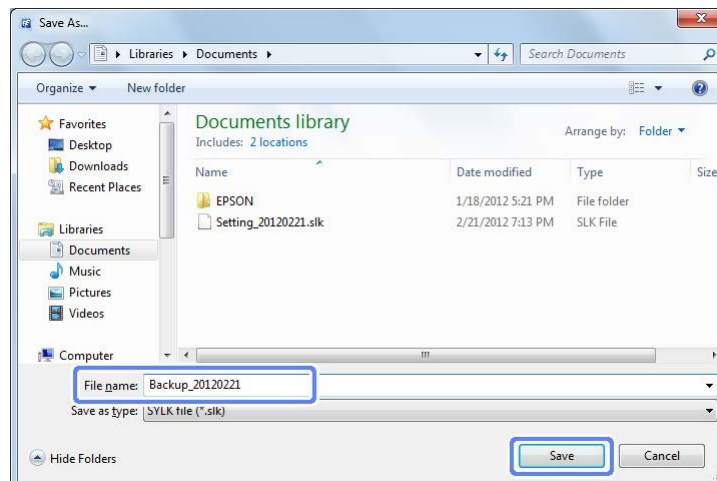 Save As...
Libraries Documents Search Documents
Organize New folder
Favorites
Desktop
Downloads
Recent Places
Libraries
Documents
Music
Pictures
Videos
Computer
Documents library
Includes: 2 locations
Arrange by: Folder
Name Date modified Type Size
EPSON 1/18/2012 5:21 PM File folder
Setting_20120221.slk 2/21/2012 7:13 PM SLK File
File name: Backup_20120221
Save as type: SYLK file (*.slk)
Hide Folders Save Cancel